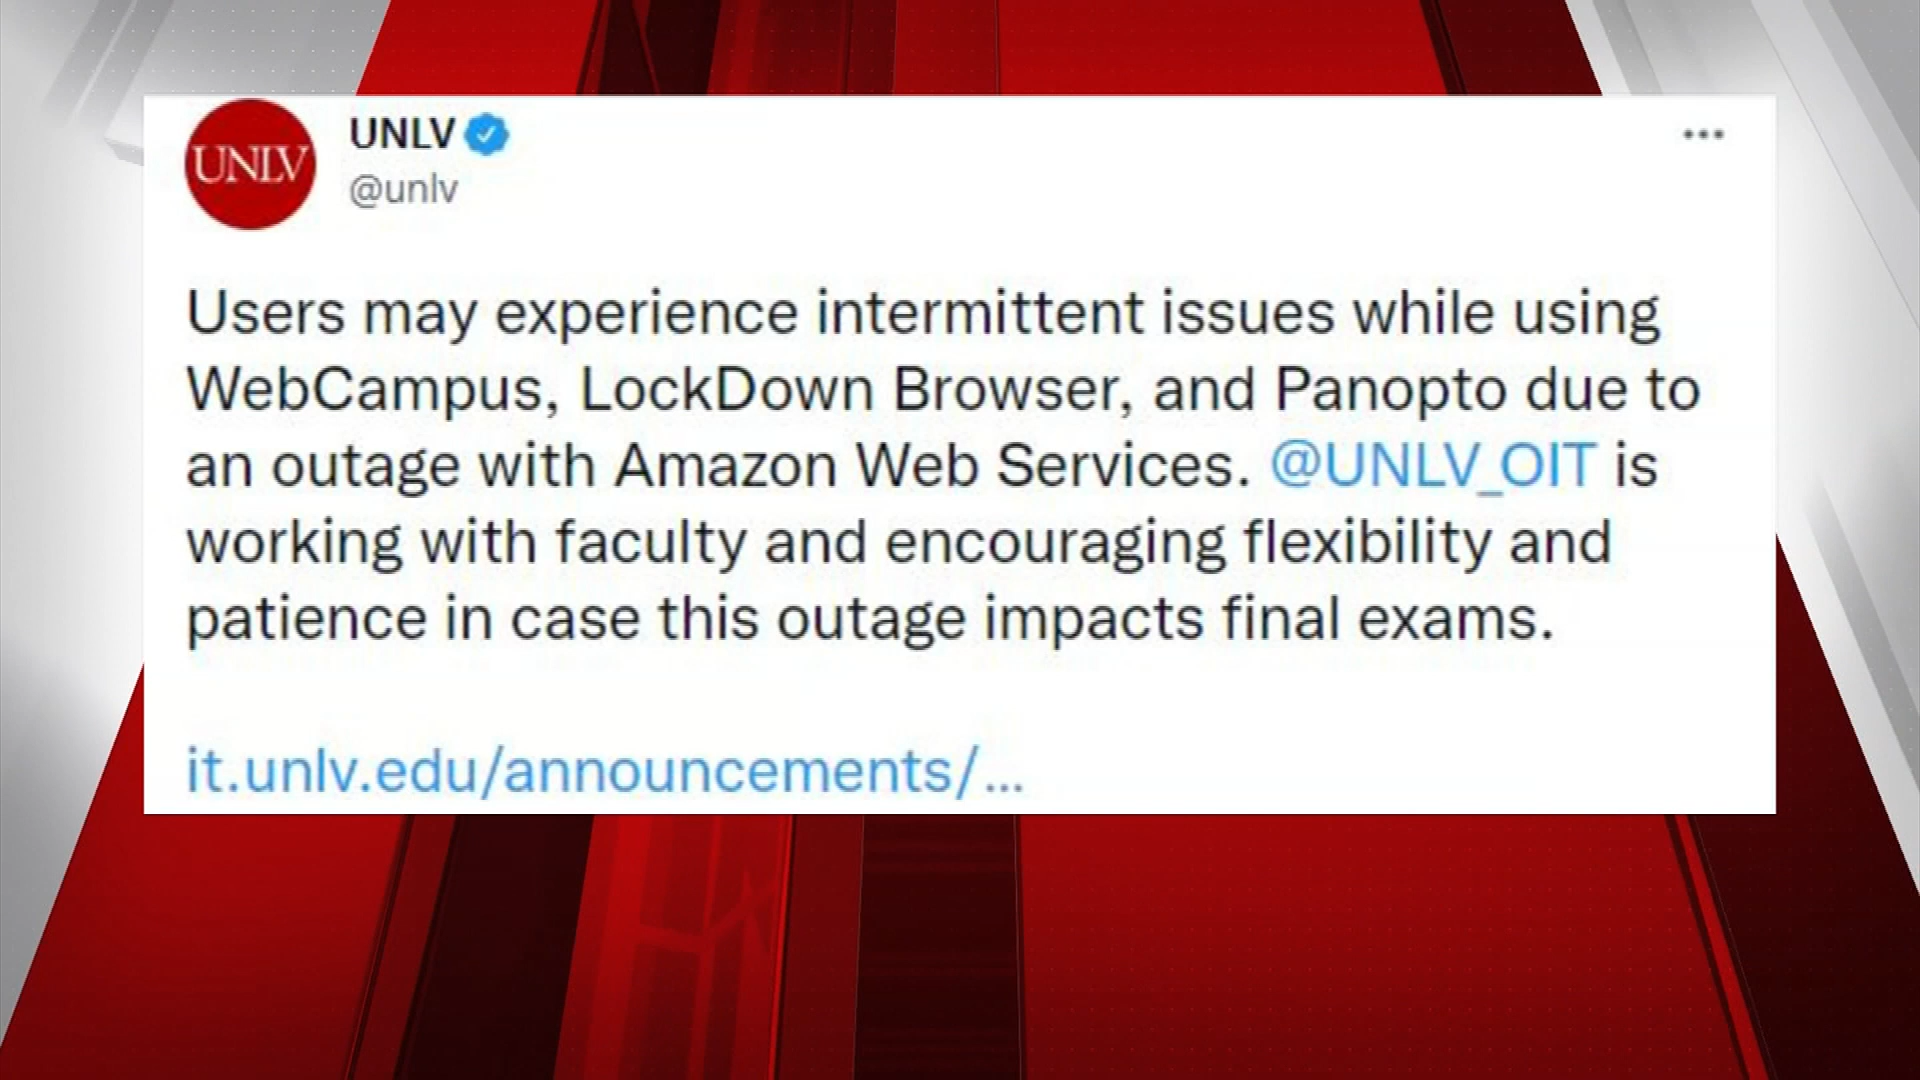 UNLV
UNLV
@unlv
Users may experience intermittent issues while using
WebCampus, LockDown Browser, and Panopto due to
an outage with Amazon Web Services. @UNLV_OIT is
working with faculty and encouraging flexibility and
patience in case this outage impacts final exams.
it.unlv.edu/announcements/...